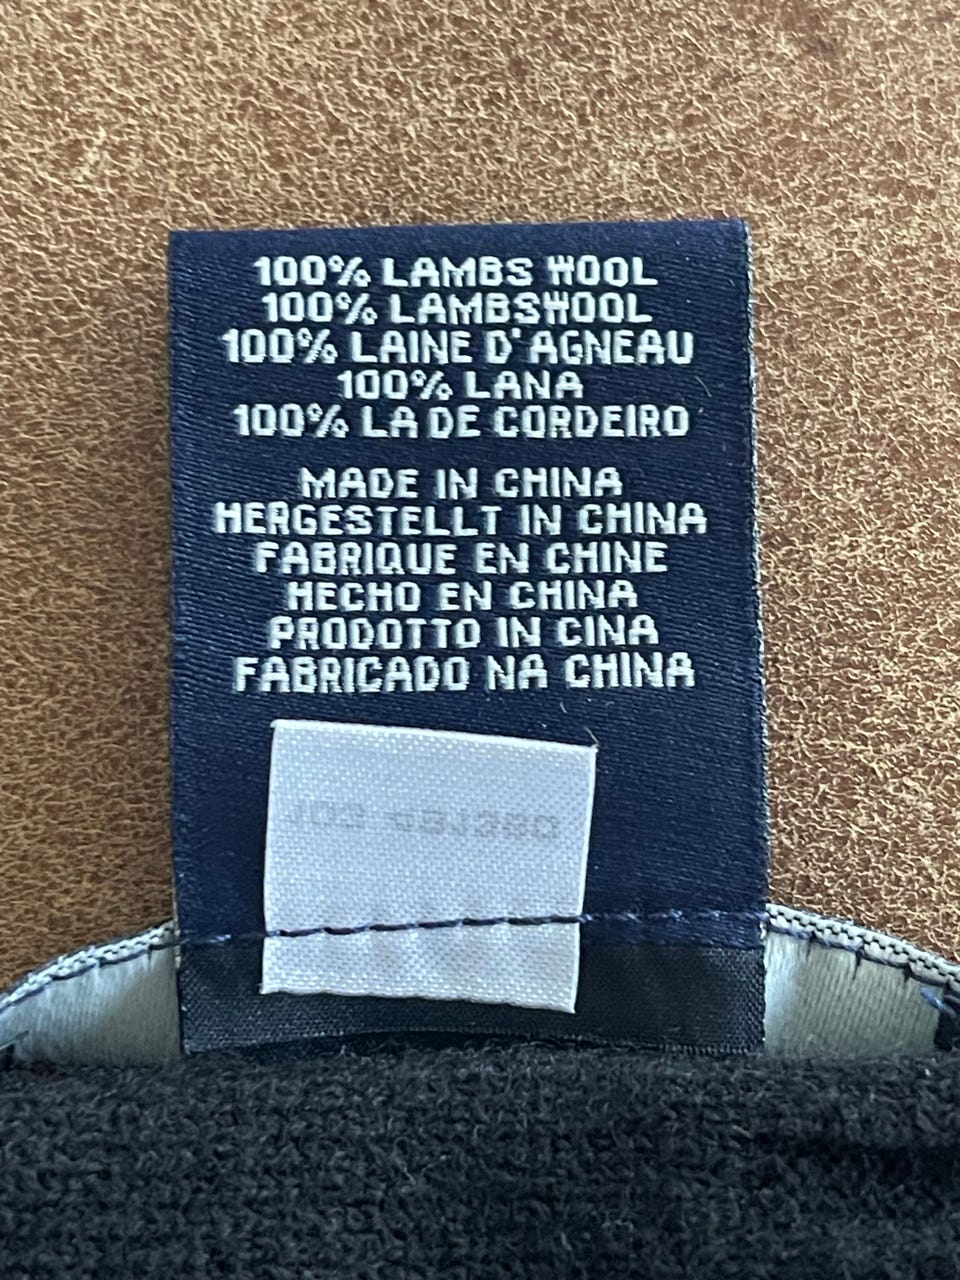 100% LAMBS WOOL
100% LAMBSWOOL
100% LAINE D'AGNEAU
100% LANA
100% LA DE CORDEIRO
MADE IN CHINA
HERGESTELLT IN CHINA
FABRIQUE EN CHINE
HECHO EN CHINA
PRODOTTO IN CINA
FABRICADO NA CHINA